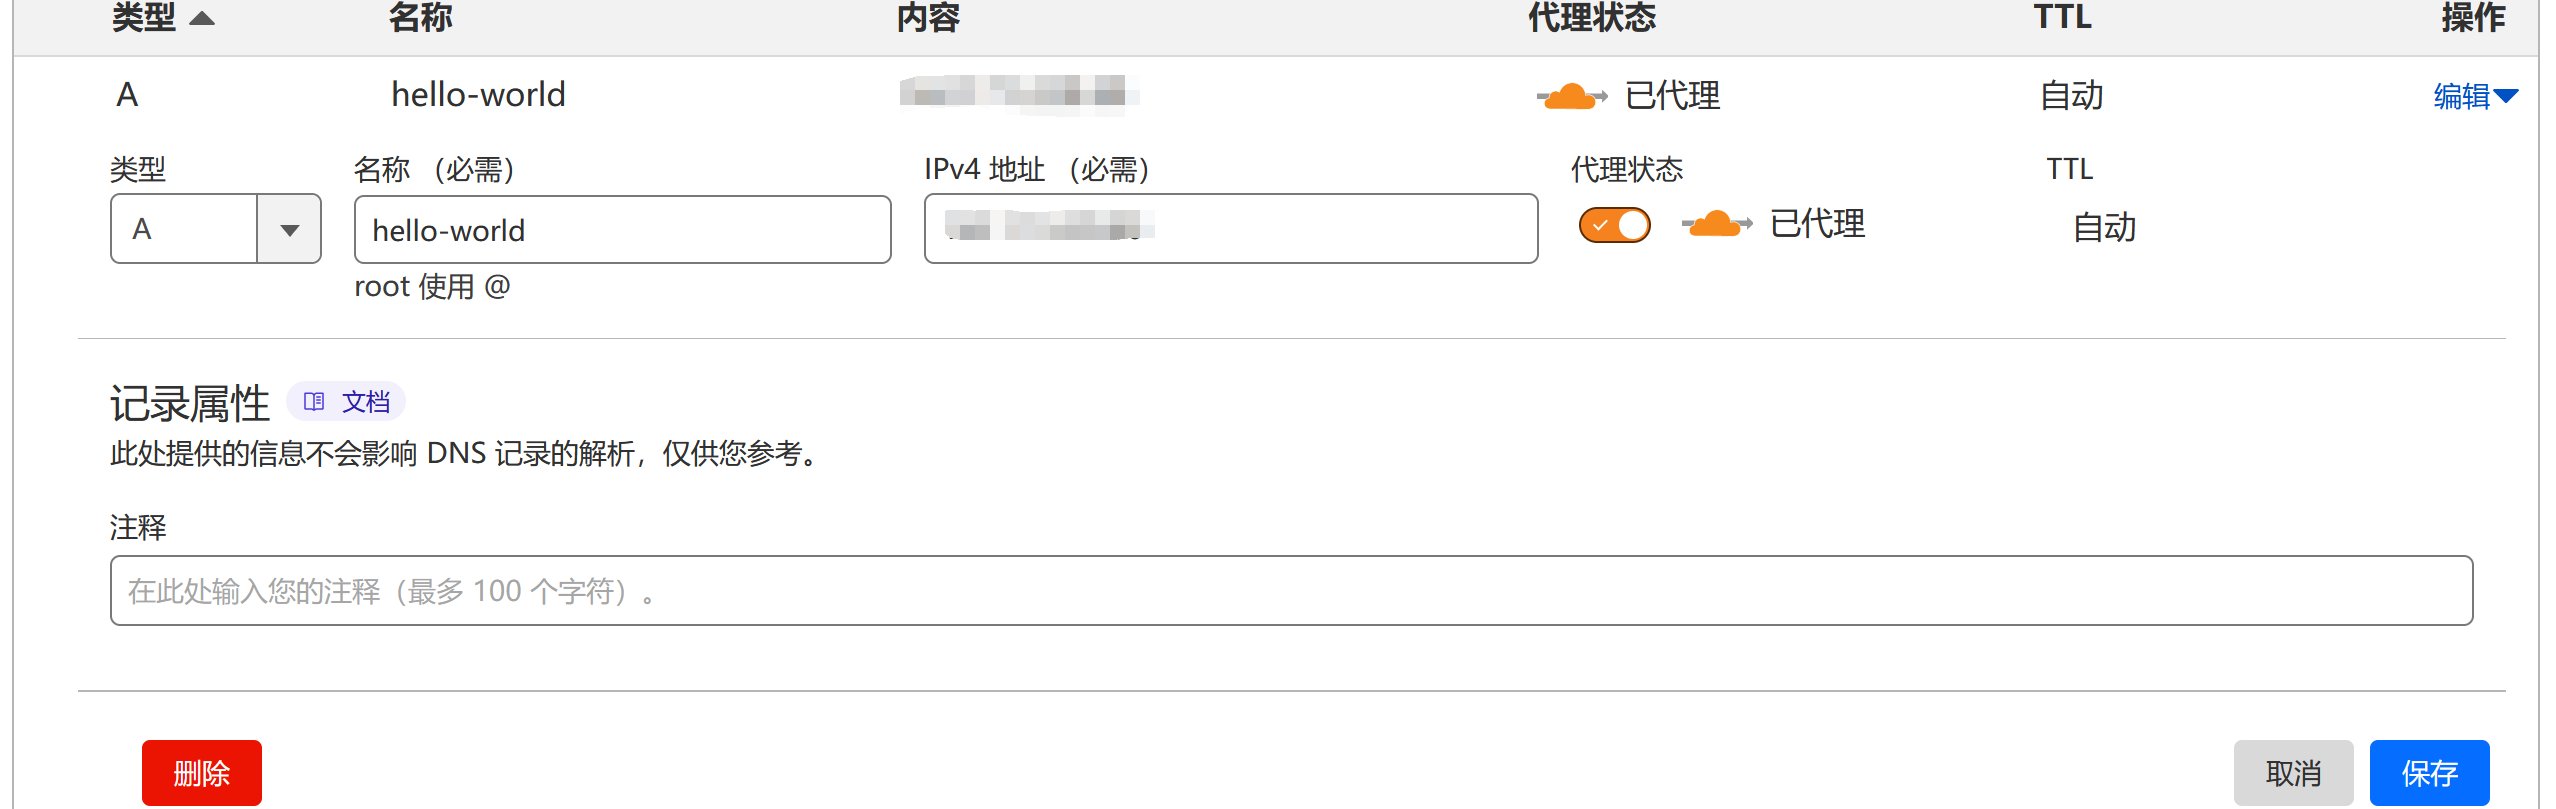 类型 名称 内容 代理状态 TTL 操作
A hello-world 已代理 自动 编辑
类型 名称 （必需） IPv4 地址 （必需） 代理状态 TTL
A hello-world 已代理 自动
root 使用 @
记录属性 文档
此处提供的信息不会影响 DNS 记录的解析，仅供您参考。
注释
在此处输入您的注释（最多 100 个字符）。
删除 取消 保存